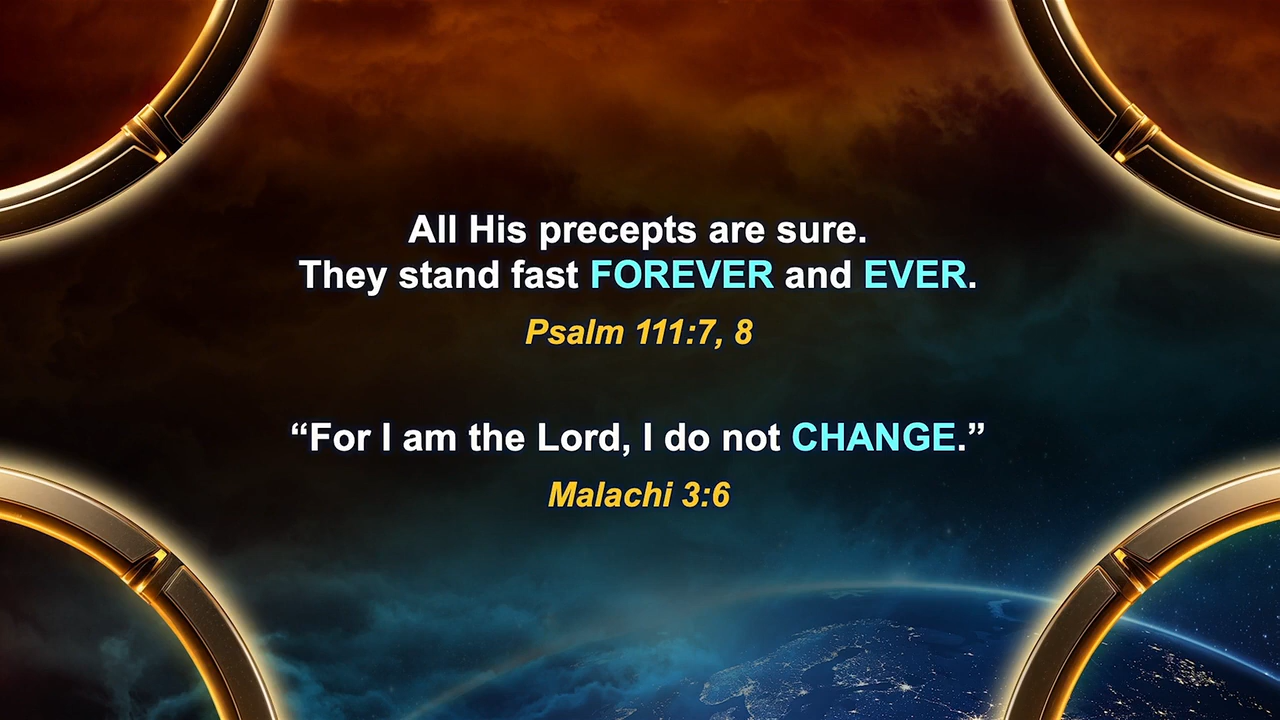 All His precepts are sure.
They stand fast FOREVER and EVER.
Psalm 111:7, 8
“For I am the Lord, I do not CHANGE.”
Malachi 3:6